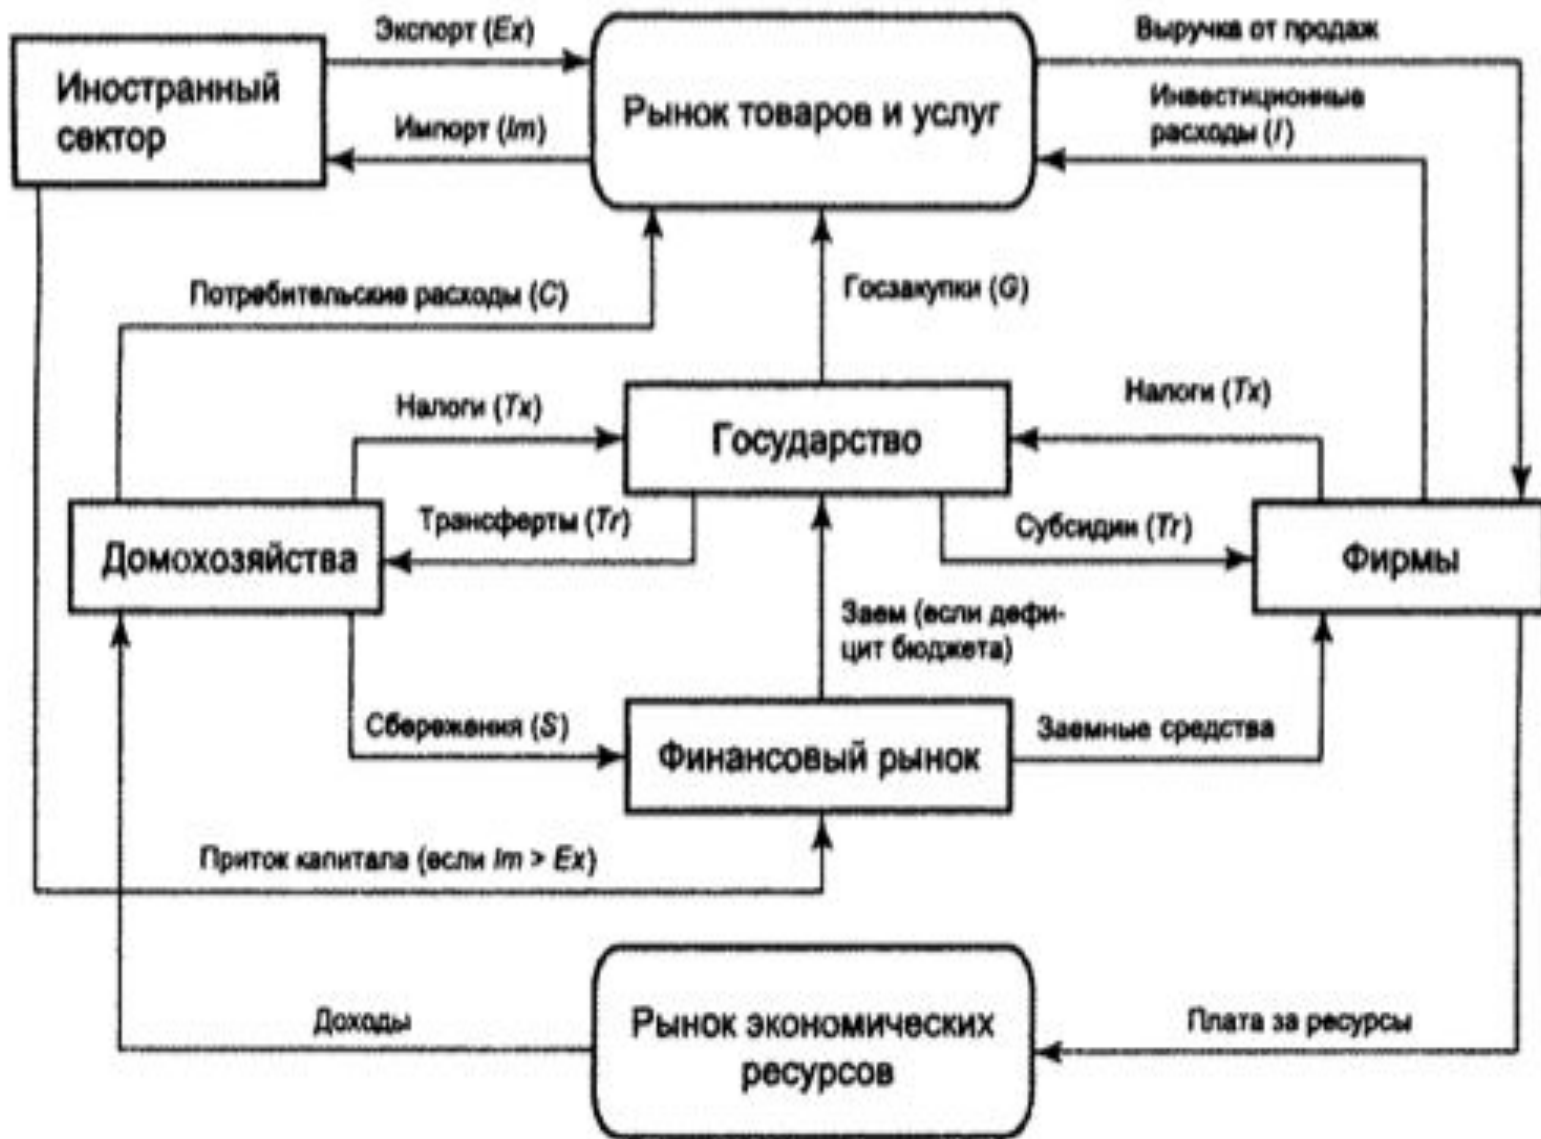 Экспорт (Ex)
Выручка от продаж
Иностранный
сектор
Рынок товаров и услуг
Импорт (Im)
Инвестиционные
расходы (I)
Потребительские расходы (C)
Госзакупки (G)
Налоги (Tx)
Государство
Налоги (Tx)
Домохозяйства
Трансферты (Tr)
Субсидии (Tr)
Фирмы
Заем (если дефи-
цит бюджета)
Сбережения (S)
Финансовый рынок
Заемные средства
Приток капитала (если Im > Ex)
Доходы
Рынок экономических
ресурсов
Плата за ресурсы